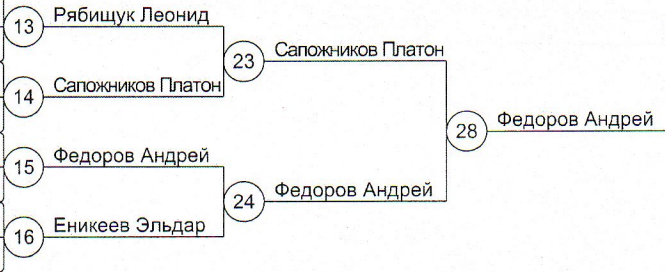 13 Рябищук Леонид
23 Сапожников Платон
14 Сапожников Платон
28 Федоров Андрей
15 Федоров Андрей
24 Федоров Андрей
16 Еникеев Эльдар